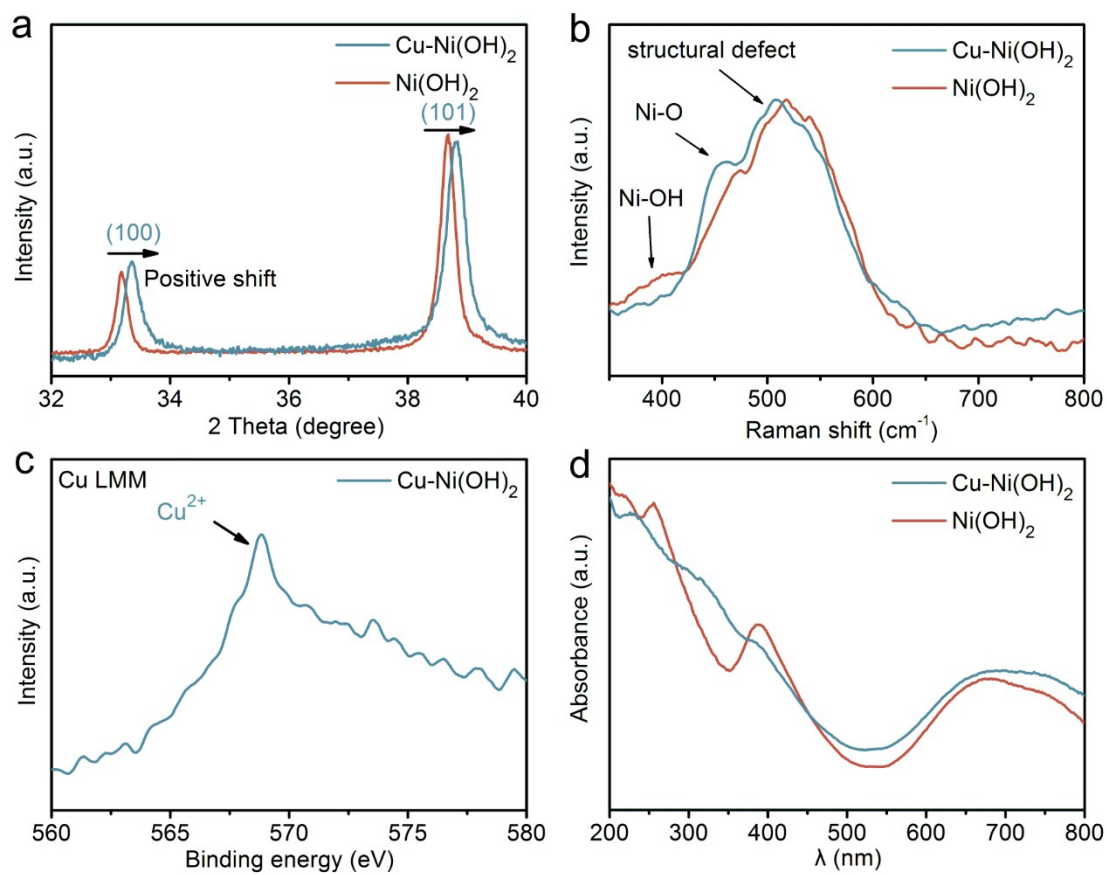 a
Cu-Ni(OH)2
Ni(OH)2
(101)
(100)
Positive shift
Intensity (a.u.)
32 34 36 38 40
2 Theta (degree)
b
structural defect
Cu-Ni(OH)2
Ni(OH)2
Ni-O
Ni-OH
Intensity (a.u.)
400 500 600 700 800
Raman shift (cm-1)
c
Cu LMM
Cu-Ni(OH)2
Cu2+
Intensity (a.u.)
560 565 570 575 580
Binding energy (eV)
d
Cu-Ni(OH)2
Ni(OH)2
Absorbance (a.u.)
200 300 400 500 600 700 800
λ (nm)